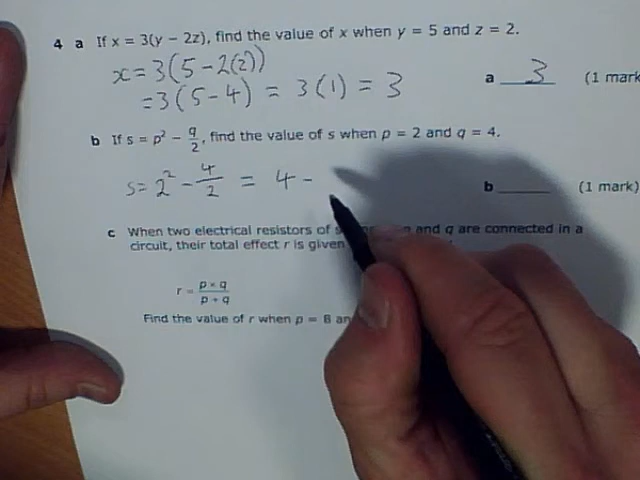 4 a If x = 3(y – 2z), find the value of x when y = 5 and z = 2.
x = 3(5 – 2(2))
= 3(5 – 4) = 3(1) = 3
a 3 (1 mark
b If s = p² – q/2, find the value of s when p = 2 and q = 4.
s = 2² – 4/2 = 4 –
b ______ (1 mark)
c When two electrical resistors of and q are connected in a
circuit, their total effect r is given
r = p × q / p + q
Find the value of r when p = 8